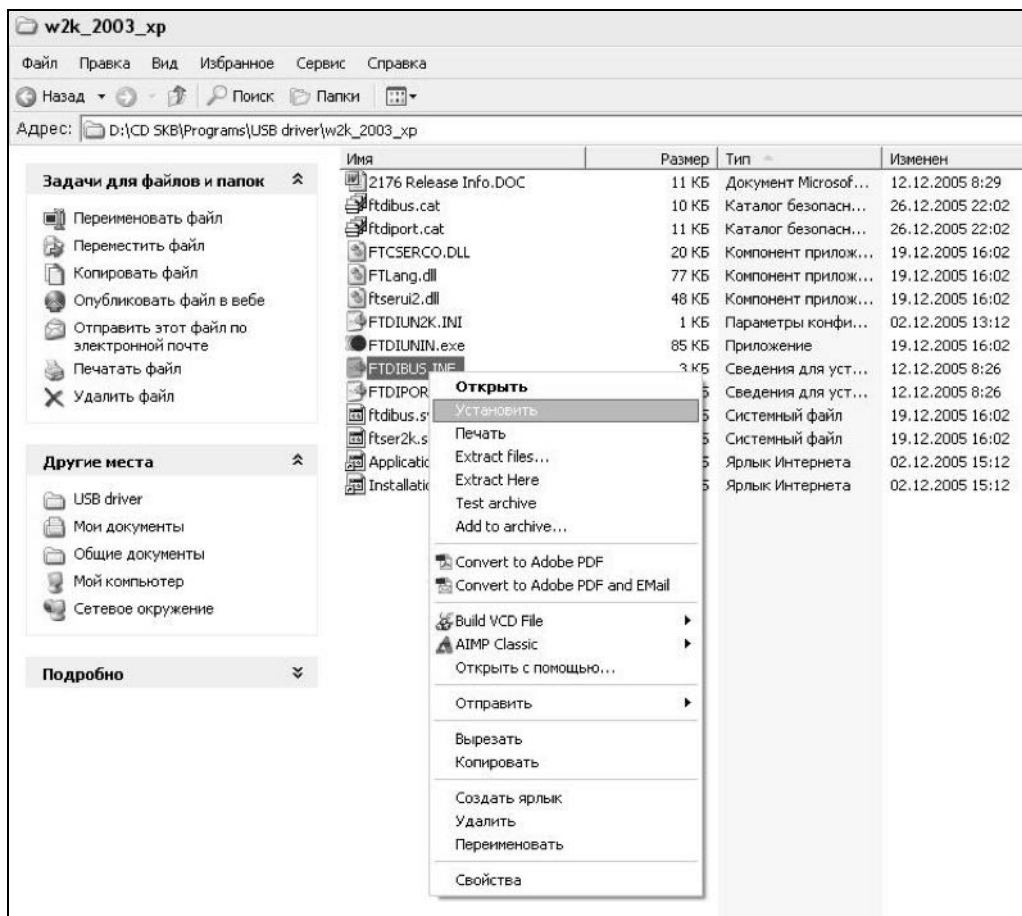 w2k_2003_xp
Файл Правка Вид Избранное Сервис Справка
Назад Поиск Папки
Адрес: D:\CD SKB\Programs\USB driver\w2k_2003_xp
Задачи для файлов и папок
Переименовать файл
Переместить файл
Копировать файл
Опубликовать файл в вебе
Отправить этот файл по
электронной почте
Печатать файл
Удалить файл
Другие места
USB driver
Мои документы
Общие документы
Мой компьютер
Сетевое окружение
Подробно
Имя Размер Тип Изменен
2176 Release Info.DOC 11 КБ Документ Microsof... 12.12.2005 8:29
ftdibus.cat 10 КБ Каталог безопасн... 26.12.2005 22:02
ftdiport.cat 11 КБ Каталог безопасн... 26.12.2005 22:02
FTCSERCO.DLL 20 КБ Компонент прилож... 19.12.2005 16:02
FTLang.dll 77 КБ Компонент прилож... 19.12.2005 16:02
ftserui2.dll 48 КБ Компонент прилож... 19.12.2005 16:02
FTDIUN2K.INI 1 КБ Параметры конфи... 02.12.2005 13:12
FTDIUNIN.exe 85 КБ Приложение 19.12.2005 16:02
FTDIBUS.INF 3 КБ Сведения для уст... 12.12.2005 8:26
FTDIPOR Б Сведения для уст... 12.12.2005 8:26
ftdibus.s Б Системный файл 19.12.2005 16:02
ftser2k.s Б Системный файл 19.12.2005 16:02
Applicatio Б Ярлык Интернета 02.12.2005 15:12
Installatio Б Ярлык Интернета 02.12.2005 15:12
Открыть
Установить
Печать
Extract files...
Extract Here
Test archive
Add to archive...
Convert to Adobe PDF
Convert to Adobe PDF and EMail
Build VCD File
AIMP Classic
Открыть с помощью...
Отправить
Вырезать
Копировать
Создать ярлык
Удалить
Переименовать
Свойства